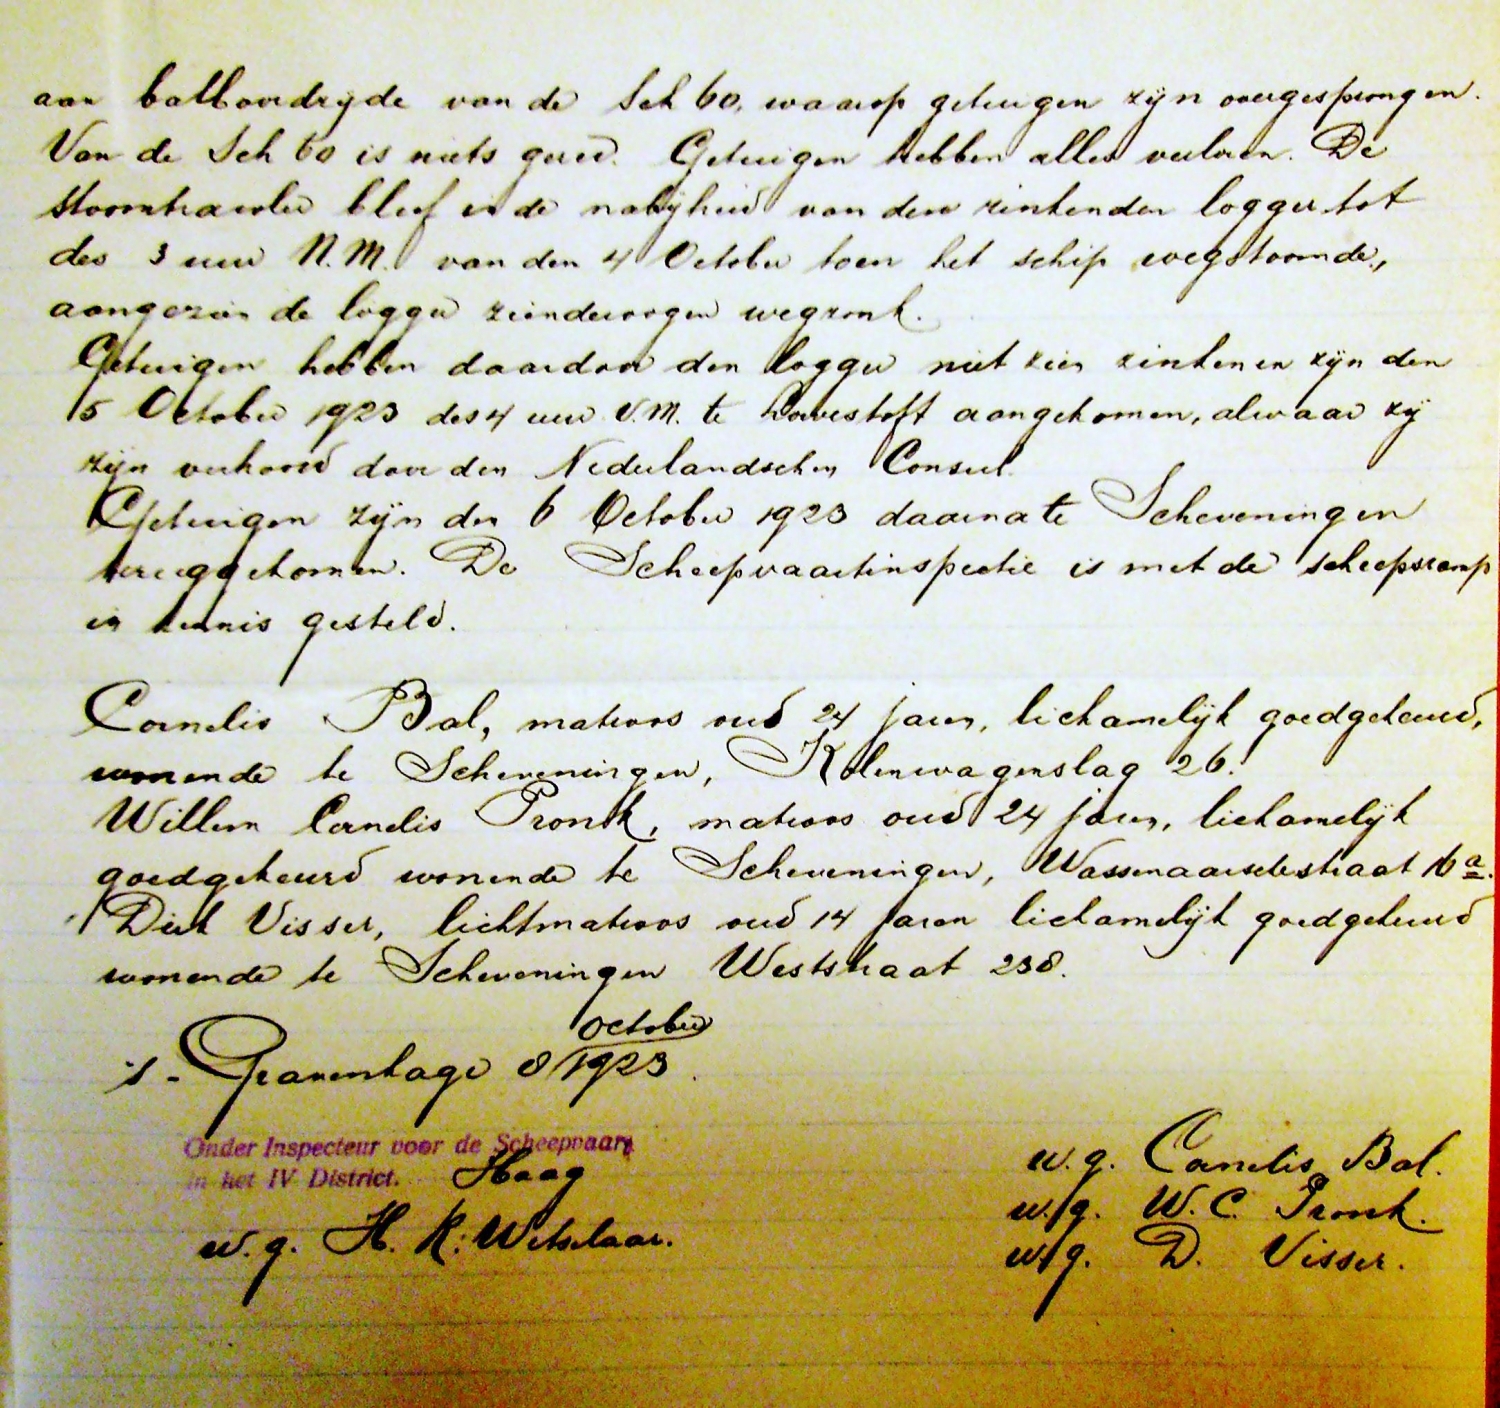 aan bakboordzijde van de Sch 60, waarop getuigen zijn overgesprongen.
Van de Sch 60 is niets gered. Getuigen hebben alles verloren. De
stoomtrawler bleef in de nabijheid van den zinkenden logger tot
des 3 uur N.M. van den 4 October toen het schip wegstoomde,
aangezien de logger zienderoogen wegzonk.
Getuigen hebben daardoor den logger niet zien zinken en zijn den
5 October 1923 des 4 uur V.M. te Lowestoft aangekomen, alwaar zij
zijn verhoord door den Nederlandschen Consul.
Getuigen zijn den 6 October 1923 daarna te Scheveningen
teruggekomen. De Scheepvaartinspectie is met de scheepsramp
in kennis gesteld.
Cornelis Bal, matroos oud 24 jaren, lichamelijk goedgekeurd,
wonende te Scheveningen, Kolenwagenslag 26.
Willem Cornelis Pronk, matroos oud 24 jaren, lichamelijk
goedgekeurd wonende te Scheveningen, Wassenaarschestraat 16a.
Dirk Visser, lichtmatroos oud 14 jaren lichamelijk goedgekeurd
wonende te Scheveningen Weststraat 238.
's-Gravenhage 8 October 1923.
Onder Inspecteur voor de Scheepvaart
in het IV District. Haag
w.g. H. K. Wetselaar.
w.g. Cornelis Bal.
w.g. W. C. Pronk.
w.g. D. Visser.